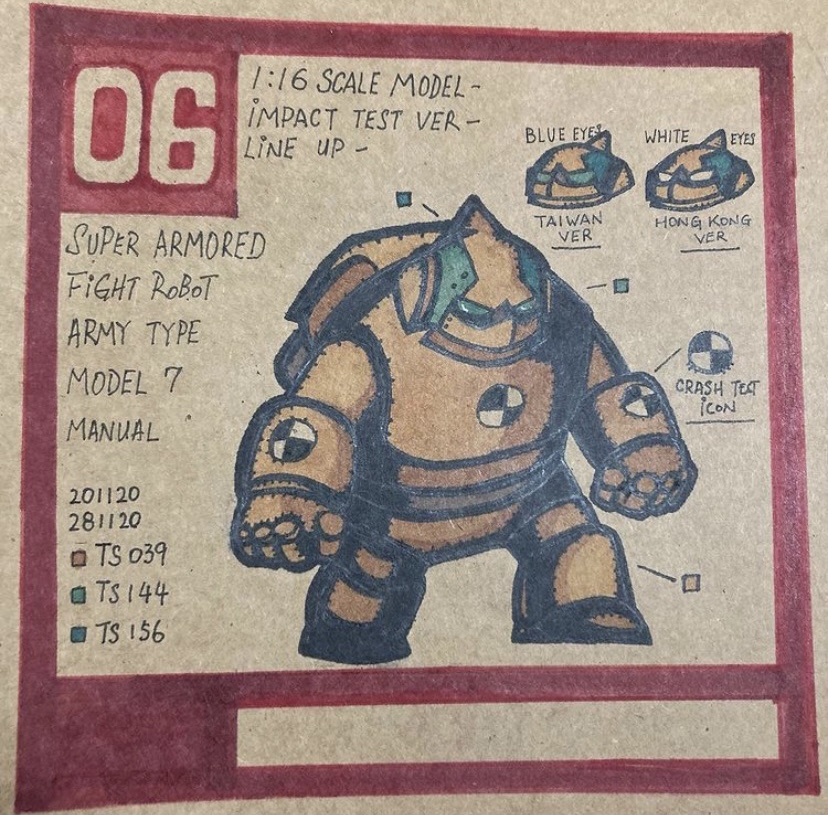 06
1:16 SCALE MODEL-
IMPACT TEST VER-
LINE UP-
BLUE EYES
TAIWAN
VER
WHITE EYES
HONG KONG
VER
SUPER ARMORED
FIGHT ROBOT
ARMY TYPE
MODEL 7
MANUAL
CRASH TEST
ICON
201120
281120
TS 039
TS 144
TS 156